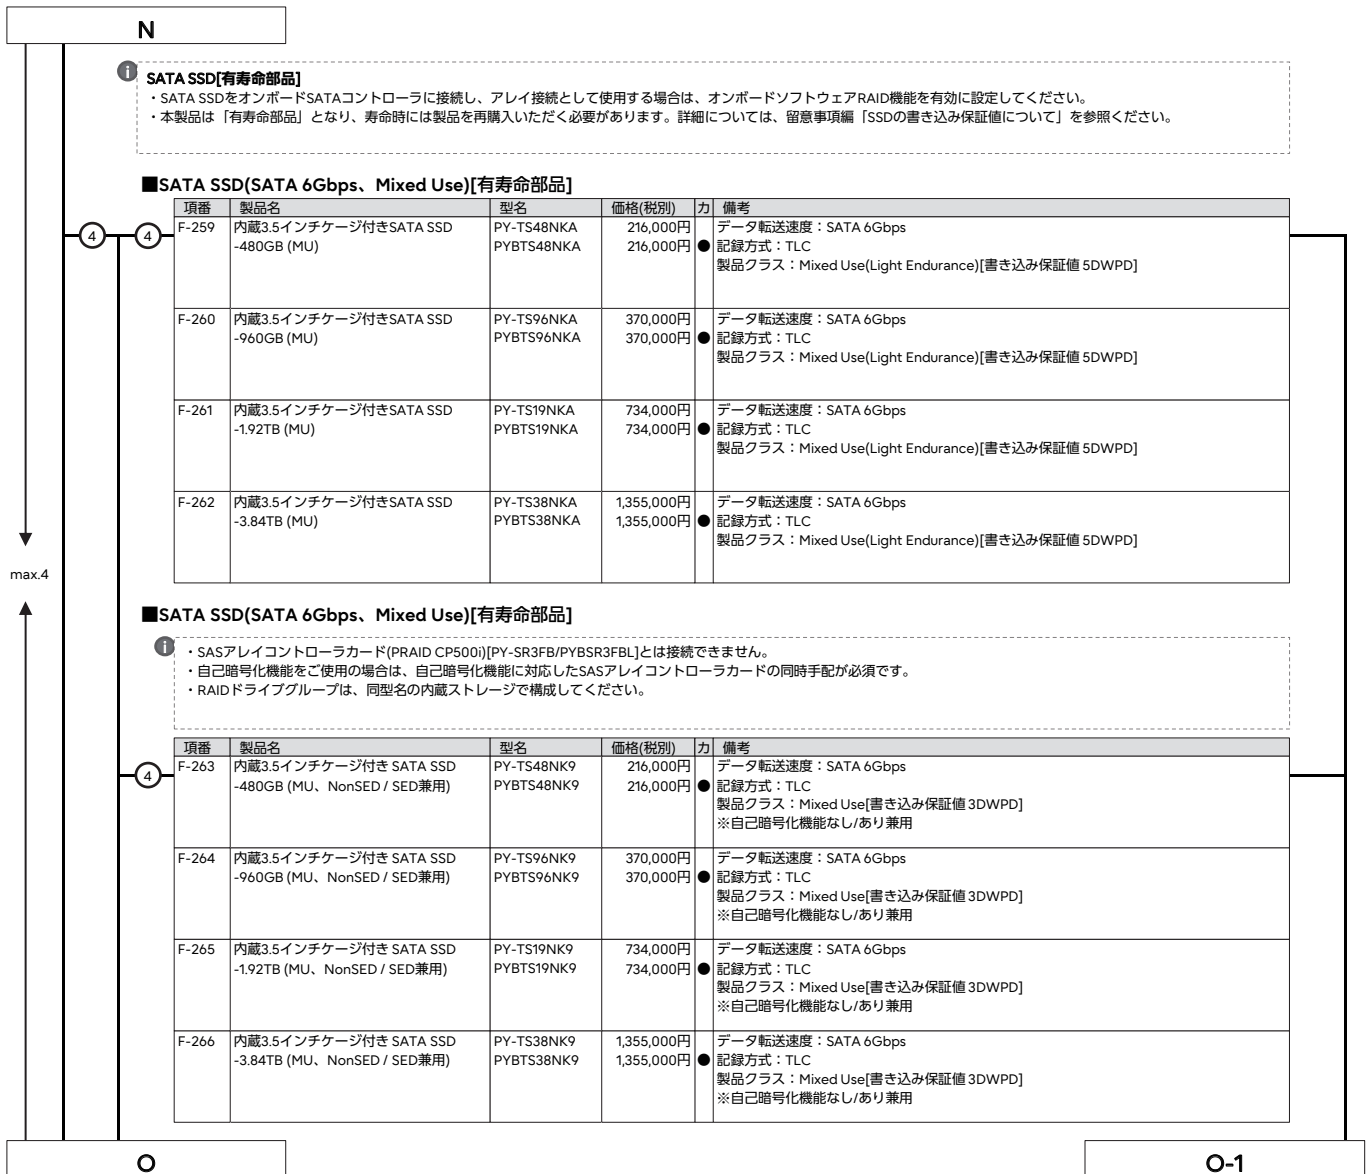 N
SATA SSD[有寿命部品]
・SATA SSDをオンボードSATAコントローラに接続し、アレイ接続として使用する場合は、オンボードソフトウェアRAID機能を有効に設定してください。
・本製品は「有寿命部品」となり、寿命時には製品を再購入いただく必要があります。詳細については、留意事項編「SSDの書き込み保証値について」を参照ください。
■SATA SSD(SATA 6Gbps、Mixed Use)[有寿命部品]
項番 製品名 型名 価格(税別) カ 備考
④ ④ F-259 内蔵3.5インチケージ付きSATA SSD PY-TS48NKA 216,000円 データ転送速度：SATA 6Gbps
-480GB (MU) PYBTS48NKA 216,000円 ● 記録方式：TLC
製品クラス：Mixed Use(Light Endurance)[書き込み保証値 5DWPD]
F-260 内蔵3.5インチケージ付きSATA SSD PY-TS96NKA 370,000円 データ転送速度：SATA 6Gbps
-960GB (MU) PYBTS96NKA 370,000円 ● 記録方式：TLC
製品クラス：Mixed Use(Light Endurance)[書き込み保証値 5DWPD]
F-261 内蔵3.5インチケージ付きSATA SSD PY-TS19NKA 734,000円 データ転送速度：SATA 6Gbps
-1.92TB (MU) PYBTS19NKA 734,000円 ● 記録方式：TLC
製品クラス：Mixed Use(Light Endurance)[書き込み保証値 5DWPD]
F-262 内蔵3.5インチケージ付きSATA SSD PY-TS38NKA 1,355,000円 データ転送速度：SATA 6Gbps
-3.84TB (MU) PYBTS38NKA 1,355,000円 ● 記録方式：TLC
製品クラス：Mixed Use(Light Endurance)[書き込み保証値 5DWPD]
max.4
■SATA SSD(SATA 6Gbps、Mixed Use)[有寿命部品]
・SASアレイコントローラカード(PRAID CP500i)[PY-SR3FB/PYBSR3FBL]とは接続できません。
・自己暗号化機能をご使用の場合は、自己暗号化機能に対応したSASアレイコントローラカードの同時手配が必須です。
・RAIDドライブグループは、同型名の内蔵ストレージで構成してください。
項番 製品名 型名 価格(税別) カ 備考
④ F-263 内蔵3.5インチケージ付き SATA SSD PY-TS48NK9 216,000円 データ転送速度：SATA 6Gbps
-480GB (MU、NonSED / SED兼用) PYBTS48NK9 216,000円 ● 記録方式：TLC
製品クラス：Mixed Use[書き込み保証値 3DWPD]
※自己暗号化機能なし/あり兼用
F-264 内蔵3.5インチケージ付き SATA SSD PY-TS96NK9 370,000円 データ転送速度：SATA 6Gbps
-960GB (MU、NonSED / SED兼用) PYBTS96NK9 370,000円 ● 記録方式：TLC
製品クラス：Mixed Use[書き込み保証値 3DWPD]
※自己暗号化機能なし/あり兼用
F-265 内蔵3.5インチケージ付き SATA SSD PY-TS19NK9 734,000円 データ転送速度：SATA 6Gbps
-1.92TB (MU、NonSED / SED兼用) PYBTS19NK9 734,000円 ● 記録方式：TLC
製品クラス：Mixed Use[書き込み保証値 3DWPD]
※自己暗号化機能なし/あり兼用
F-266 内蔵3.5インチケージ付き SATA SSD PY-TS38NK9 1,355,000円 データ転送速度：SATA 6Gbps
-3.84TB (MU、NonSED / SED兼用) PYBTS38NK9 1,355,000円 ● 記録方式：TLC
製品クラス：Mixed Use[書き込み保証値 3DWPD]
※自己暗号化機能なし/あり兼用
O O-1